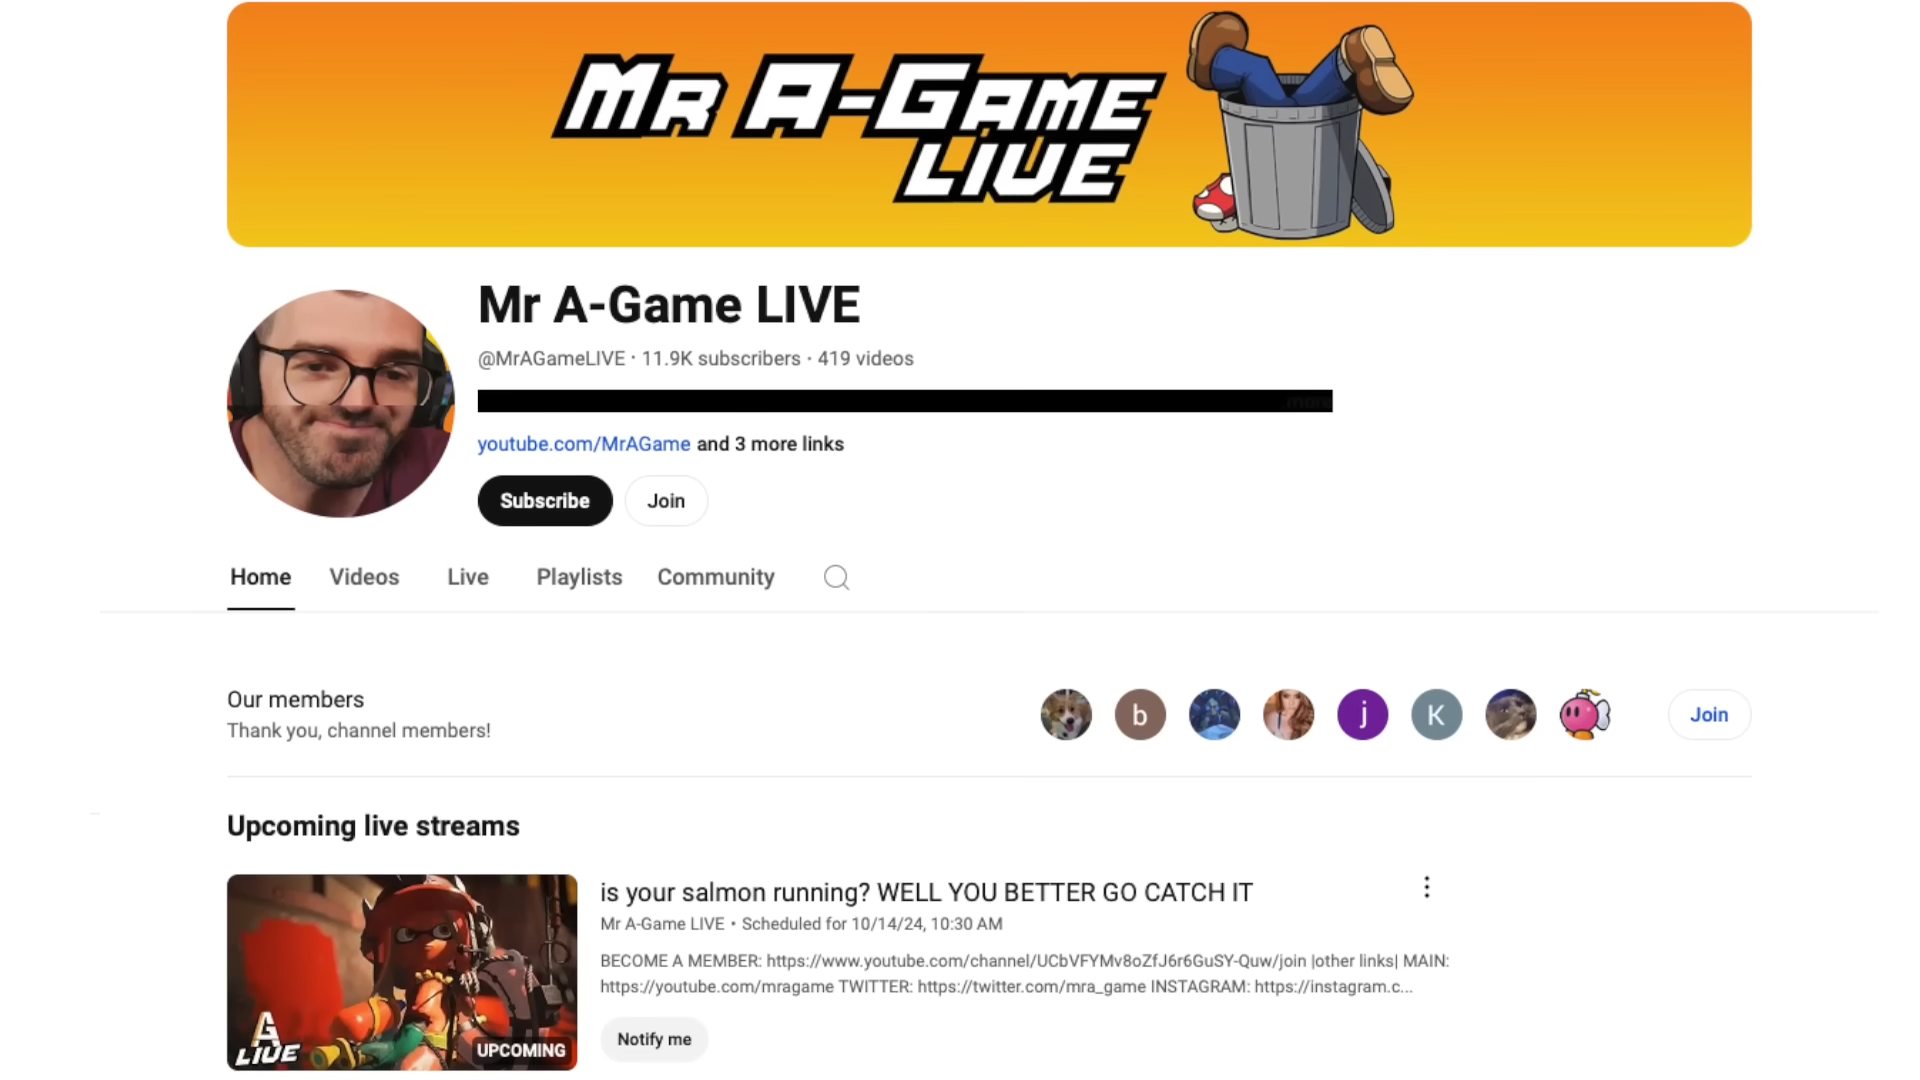 MR A-GAME
LIVE
Mr A-Game LIVE
@MrAGameLIVE · 11.9K subscribers · 419 videos
youtube.com/MrAGame and 3 more links
Subscribe Join
Home Videos Live Playlists Community
Our members
Thank you, channel members!
b j K
Join
Upcoming live streams
is your salmon running? WELL YOU BETTER GO CATCH IT
Mr A-Game LIVE • Scheduled for 10/14/24, 10:30 AM
BECOME A MEMBER: https://www.youtube.com/channel/UCbVFYMv8oZfJ6r6GuSY-Quw/join |other links| MAIN:
https://youtube.com/mragame TWITTER: https://twitter.com/mra_game INSTAGRAM: https://instagram.c...
Notify me
A
LIVE
UPCOMING